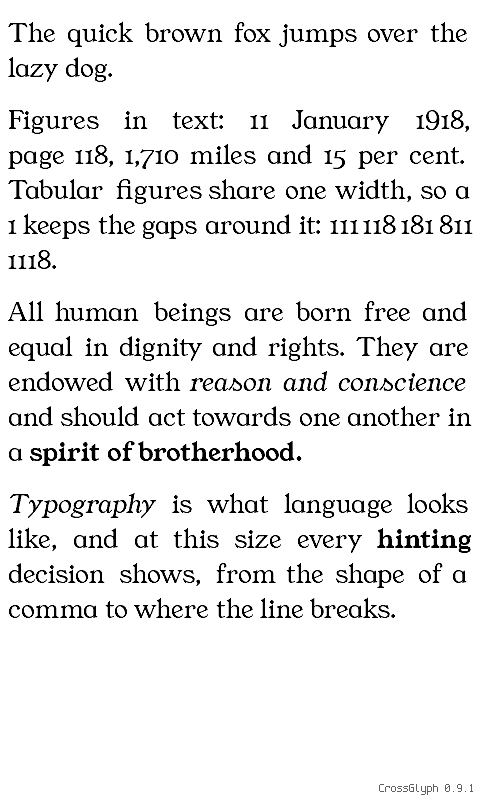 The quick brown fox jumps over the
lazy dog.
Figures in text: 11 January 1918,
page 118, 1,710 miles and 15 per cent.
Tabular figures share one width, so a
1 keeps the gaps around it: 111 118 181 811
1118.
All human beings are born free and
equal in dignity and rights. They are
endowed with reason and conscience
and should act towards one another in
a spirit of brotherhood.
Typography is what language looks
like, and at this size every hinting
decision shows, from the shape of a
comma to where the line breaks.
CrossGlyph 0.9.1